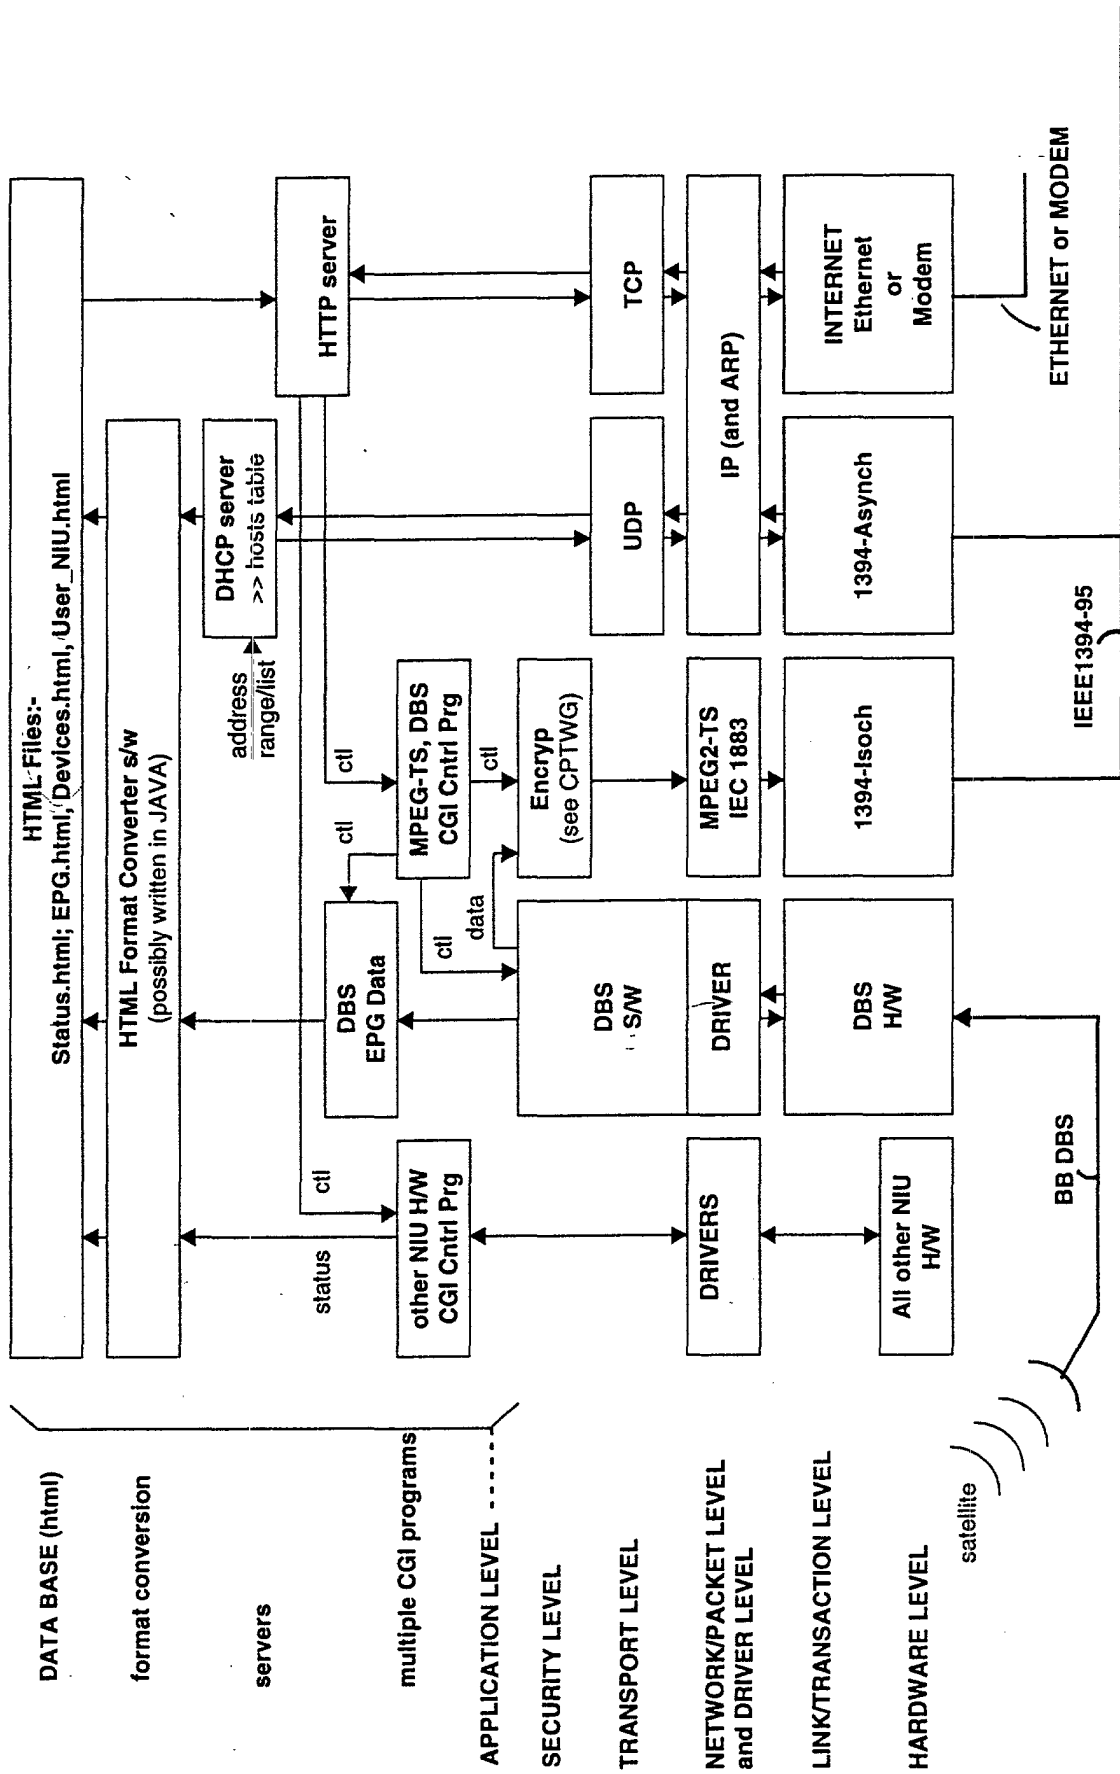 DATA BASE (html)
format conversion
servers
multiple CGI programs
APPLICATION LEVEL
SECURITY LEVEL
TRANSPORT LEVEL
NETWORK/PACKET LEVEL
and DRIVER LEVEL
LINK/TRANSACTION LEVEL
HARDWARE LEVEL
HTML Files:-
Status.html; EPG.html, Devices.html, User_NIU.html
HTML Format Converter s/w
(possibly written in JAVA)
DHCP server
>> hosts table
address
range/list
HTTP server
status
ctl
other NIU H/W
CGI Cntrl Prg
DBS
EPG Data
ctl
ctl
MPEG-TS, DBS
CGI Cntrl Prg
ctl
ctl
data
Encryp
(see CPTWG)
DBS
S/W
DRIVER
UDP
TCP
DRIVERS
MPEG2-TS
IEC 1883
IP (and ARP)
All other NIU
H/W
DBS
H/W
1394-Isoch
1394-Asynch
INTERNET
Ethernet
or
Modem
satellite
BB DBS
IEEE1394-95
ETHERNET or MODEM